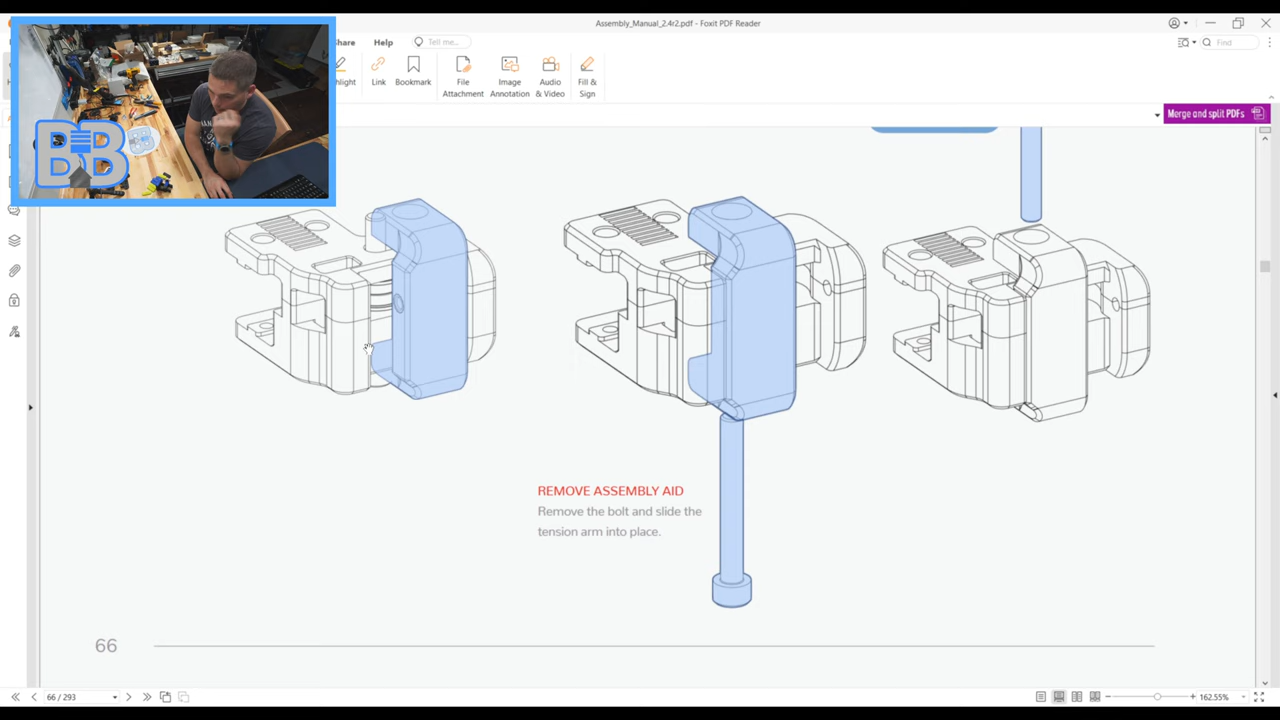 Assembly_Manual_2.4r2.pdf - Foxit PDF Reader
Share Help Tell me...
Find
Link
Bookmark
File
Attachment
Image
Annotation
Audio
& Video
Fill &
Sign
Merge and split PDFs
BB
REMOVE ASSEMBLY AID
Remove the bolt and slide the
tension arm into place.
66
66 / 293
162.55%